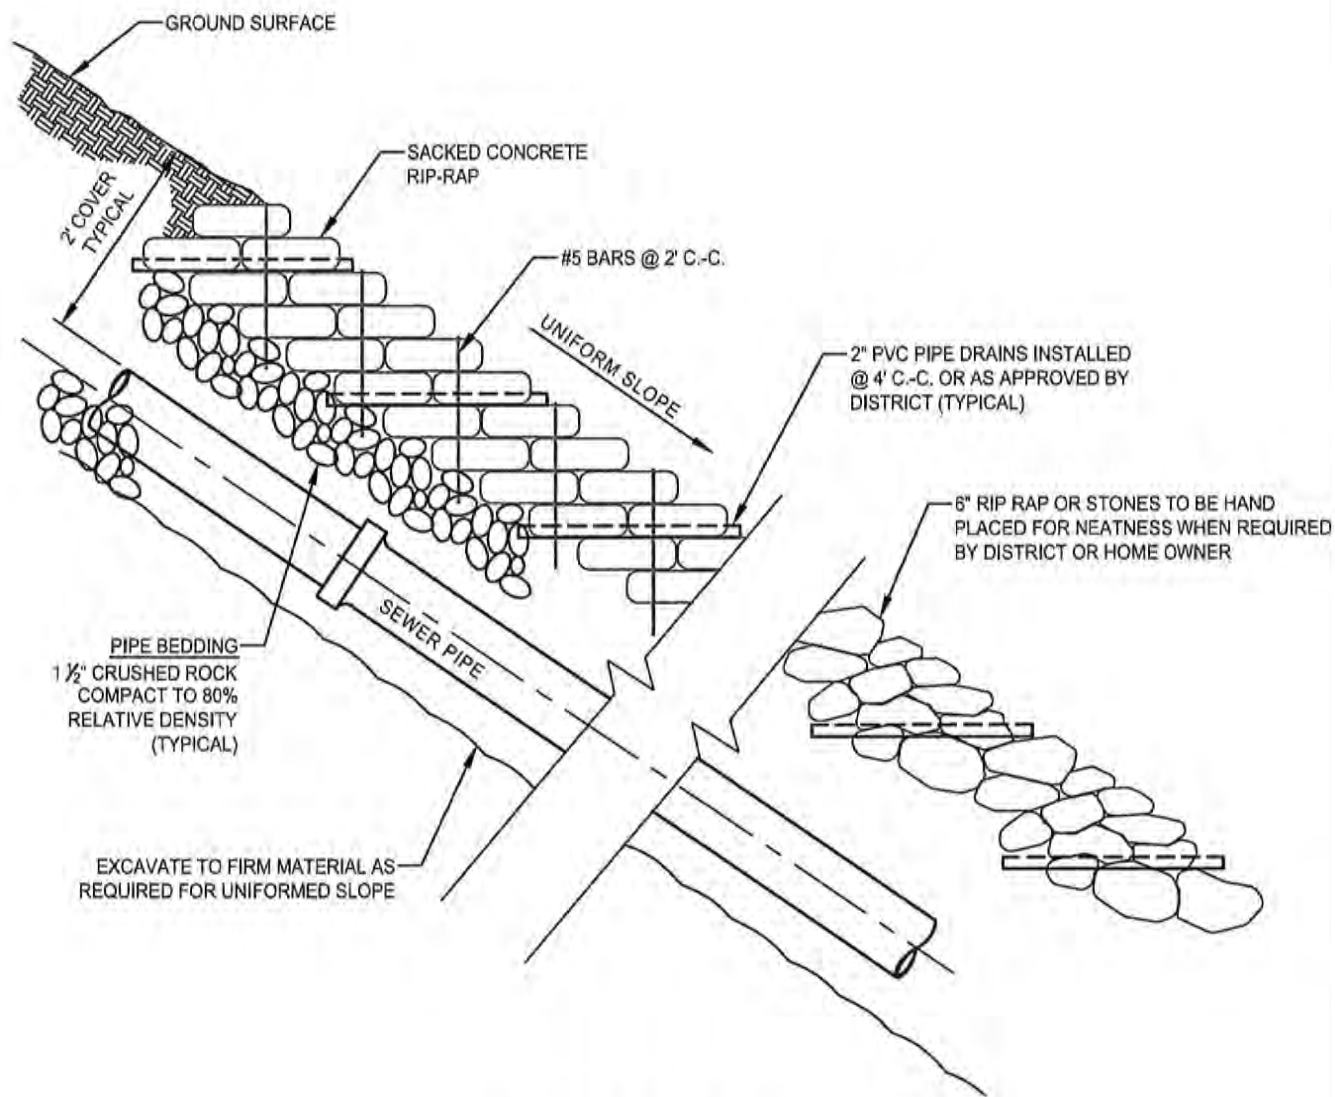 GROUND SURFACE
SACKED CONCRETE
RIP-RAP
2' COVER
TYPICAL
#5 BARS @ 2' C.-C.
UNIFORM SLOPE
2" PVC PIPE DRAINS INSTALLED
@ 4' C.-C. OR AS APPROVED BY
DISTRICT (TYPICAL)
6" RIP RAP OR STONES TO BE HAND
PLACED FOR NEATNESS WHEN REQUIRED
BY DISTRICT OR HOME OWNER
SEWER PIPE
PIPE BEDDING
1 ½" CRUSHED ROCK
COMPACT TO 80%
RELATIVE DENSITY
(TYPICAL)
EXCAVATE TO FIRM MATERIAL AS
REQUIRED FOR UNIFORMED SLOPE